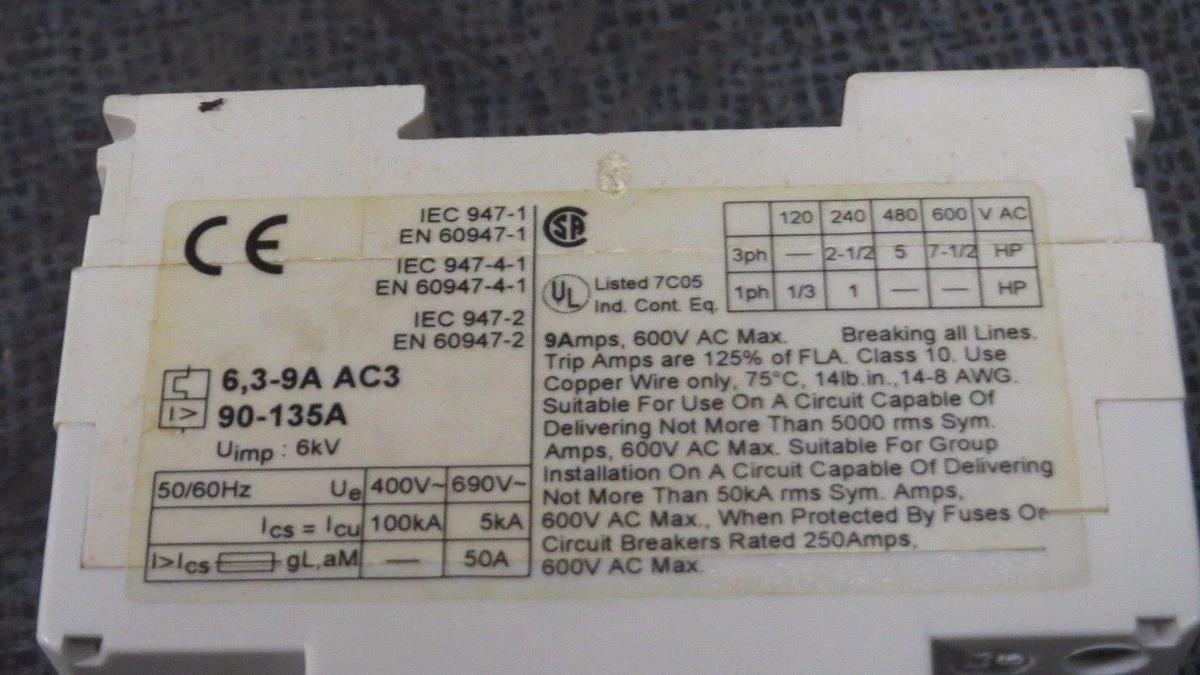 CE
IEC 947-1
EN 60947-1
IEC 947-4-1
EN 60947-4-1
IEC 947-2
EN 60947-2
6,3-9A AC3
I> 90-135A
Uimp : 6kV
50/60Hz Ue 400V~ 690V~
Ics = Icu 100kA 5kA
I>Ics gL,aM — 50A
SA
UL Listed 7C05
Ind. Cont. Eq.
120 240 480 600 V AC
3ph — 2-1/2 5 7-1/2 HP
1ph 1/3 1 — — HP
9Amps, 600V AC Max. Breaking all Lines.
Trip Amps are 125% of FLA. Class 10. Use
Copper Wire only, 75°C, 14lb.in.,14-8 AWG.
Suitable For Use On A Circuit Capable Of
Delivering Not More Than 5000 rms Sym.
Amps, 600V AC Max. Suitable For Group
Installation On A Circuit Capable Of Delivering
Not More Than 50kA rms Sym. Amps,
600V AC Max., When Protected By Fuses Or
Circuit Breakers Rated 250Amps,
600V AC Max.